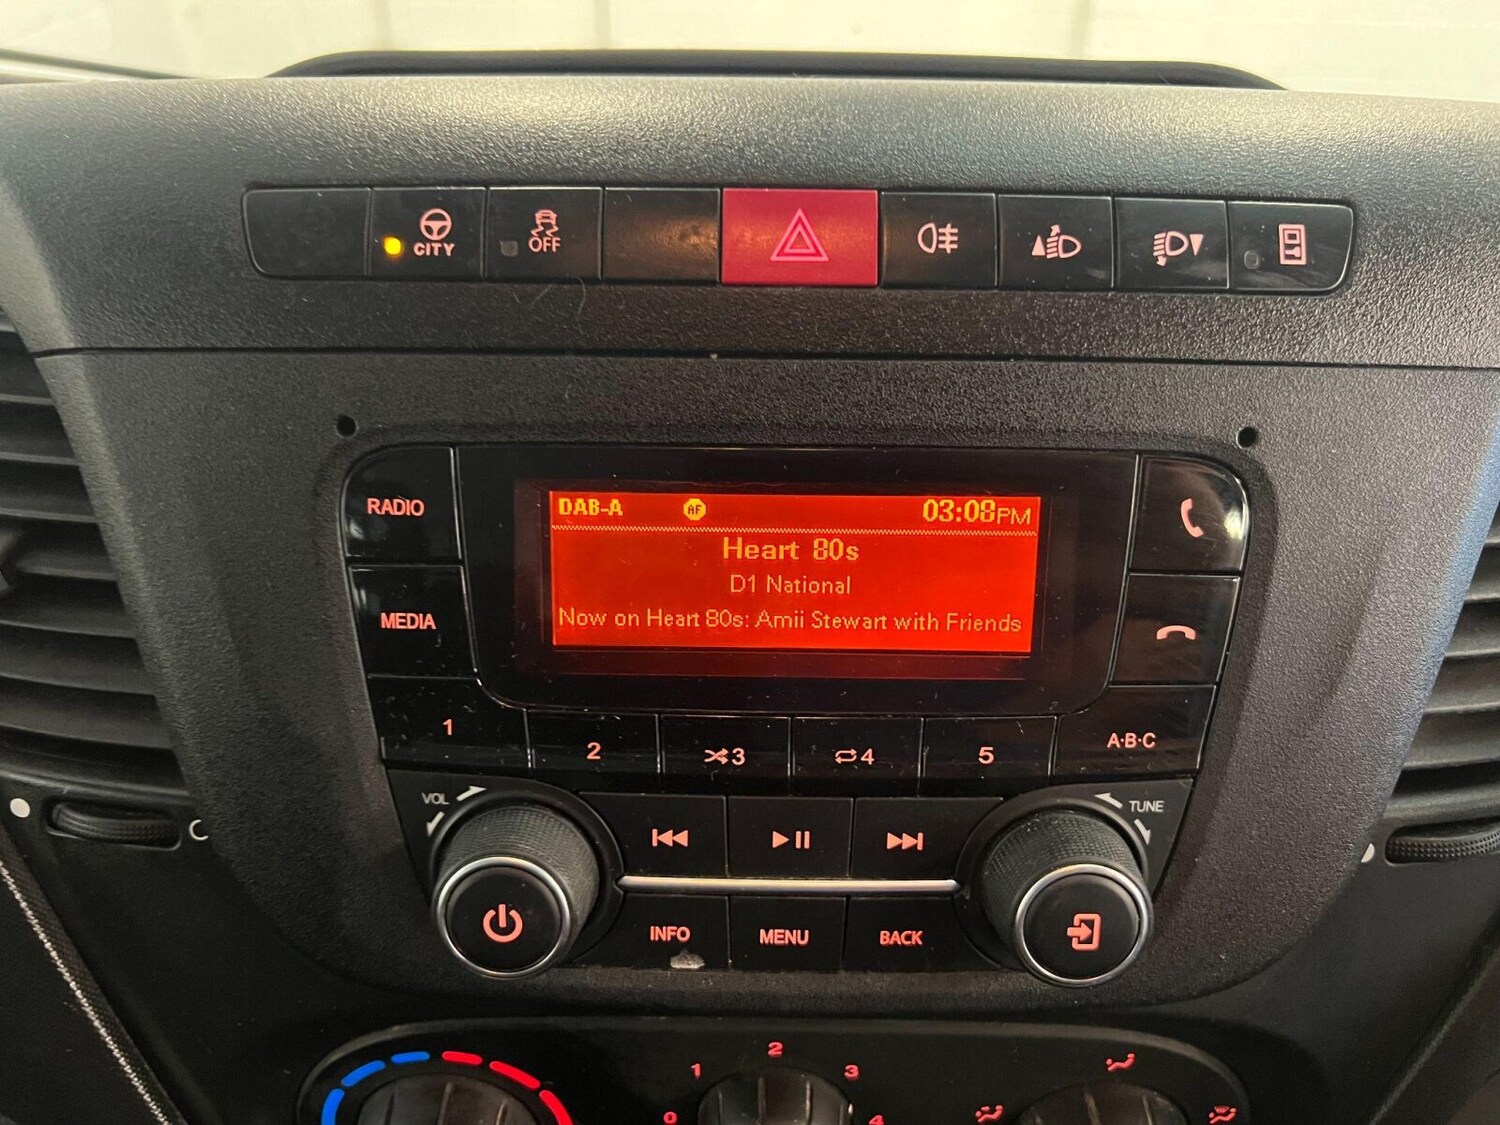 CITY
OFF
RADIO
DAB-A AF 03:08PM
Heart 80s
D1 National
Now on Heart 80s: Amii Stewart with Friends
MEDIA
1
2
3
4
5
A·B·C
VOL
TUNE
INFO
MENU
BACK
0
1
2
3
4